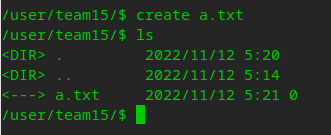 /user/team15/$ create a.txt
/user/team15/$ ls
<DIR> .        2022/11/12 5:20
<DIR> ..       2022/11/12 5:14
<---> a.txt    2022/11/12 5:21 0
/user/team15/$